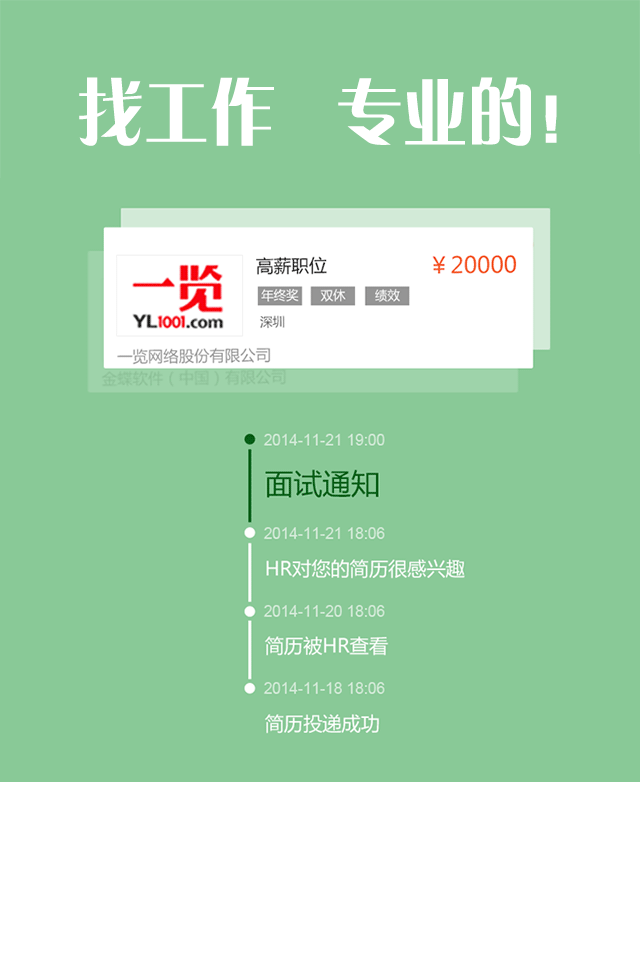 找工作 专业的!
一览
YL1001.com
高薪职位 ¥20000
年终奖 双休 绩效
深圳
一览网络股份有限公司
金蝶软件（中国）有限公司
2014-11-21 19:00
面试通知
2014-11-21 18:06
HR对您的简历很感兴趣
2014-11-20 18:06
简历被HR查看
2014-11-18 18:06
简历投递成功